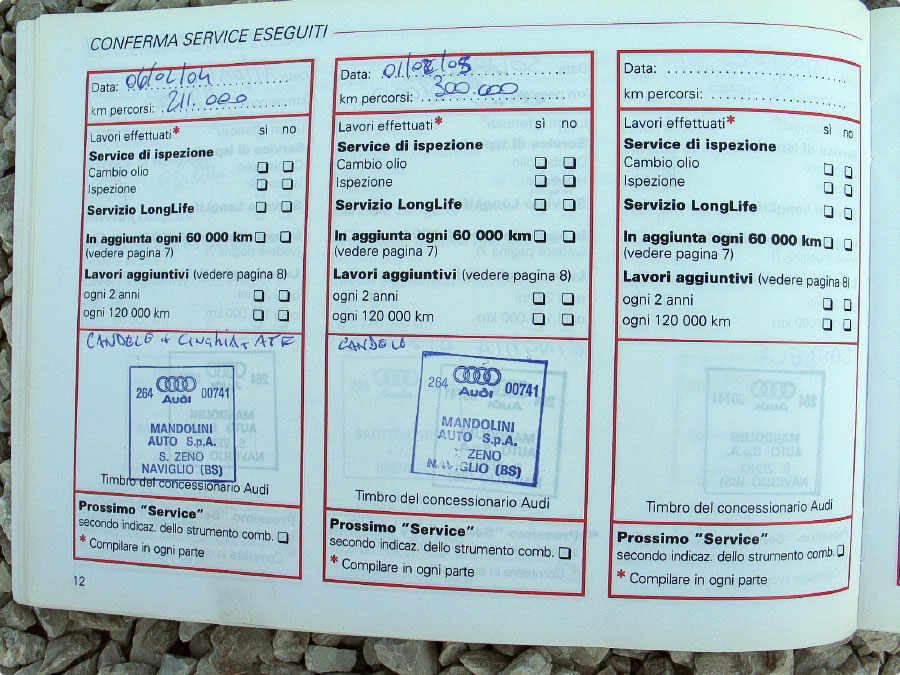 CONFERMA SERVICE ESEGUITI
Data: 06/02/04
km percorsi: 211.000
Lavori effettuati* sì no
Service di ispezione
Cambio olio
Ispezione
Servizio LongLife
In aggiunta ogni 60 000 km
(vedere pagina 7)
Lavori aggiuntivi (vedere pagina 8)
ogni 2 anni
ogni 120 000 km
CANDELE + CINGHIA + ATF
264 00741
Audi
MANDOLINI
AUTO S.p.A.
S. ZENO
NAVIGLIO (BS)
Timbro del concessionario Audi
Prossimo "Service"
secondo indicaz. dello strumento comb.
* Compilare in ogni parte
12
Data: 01/02/05
km percorsi: 300.000
Lavori effettuati* sì no
Service di ispezione
Cambio olio
Ispezione
Servizio LongLife
In aggiunta ogni 60 000 km
(vedere pagina 7)
Lavori aggiuntivi (vedere pagina 8)
ogni 2 anni
ogni 120 000 km
CANDELE
264 00741
Audi
MANDOLINI
AUTO S.p.A.
ZENO
NAVIGLIO (BS)
Timbro del concessionario Audi
Prossimo "Service"
secondo indicaz. dello strumento comb.
* Compilare in ogni parte
Data:
km percorsi:
Lavori effettuati* sì no
Service di ispezione
Cambio olio
Ispezione
Servizio LongLife
In aggiunta ogni 60 000 km
(vedere pagina 7)
Lavori aggiuntivi (vedere pagina 8)
ogni 2 anni
ogni 120 000 km
Timbro del concessionario Audi
Prossimo "Service"
secondo indicaz. dello strumento comb.
* Compilare in ogni parte